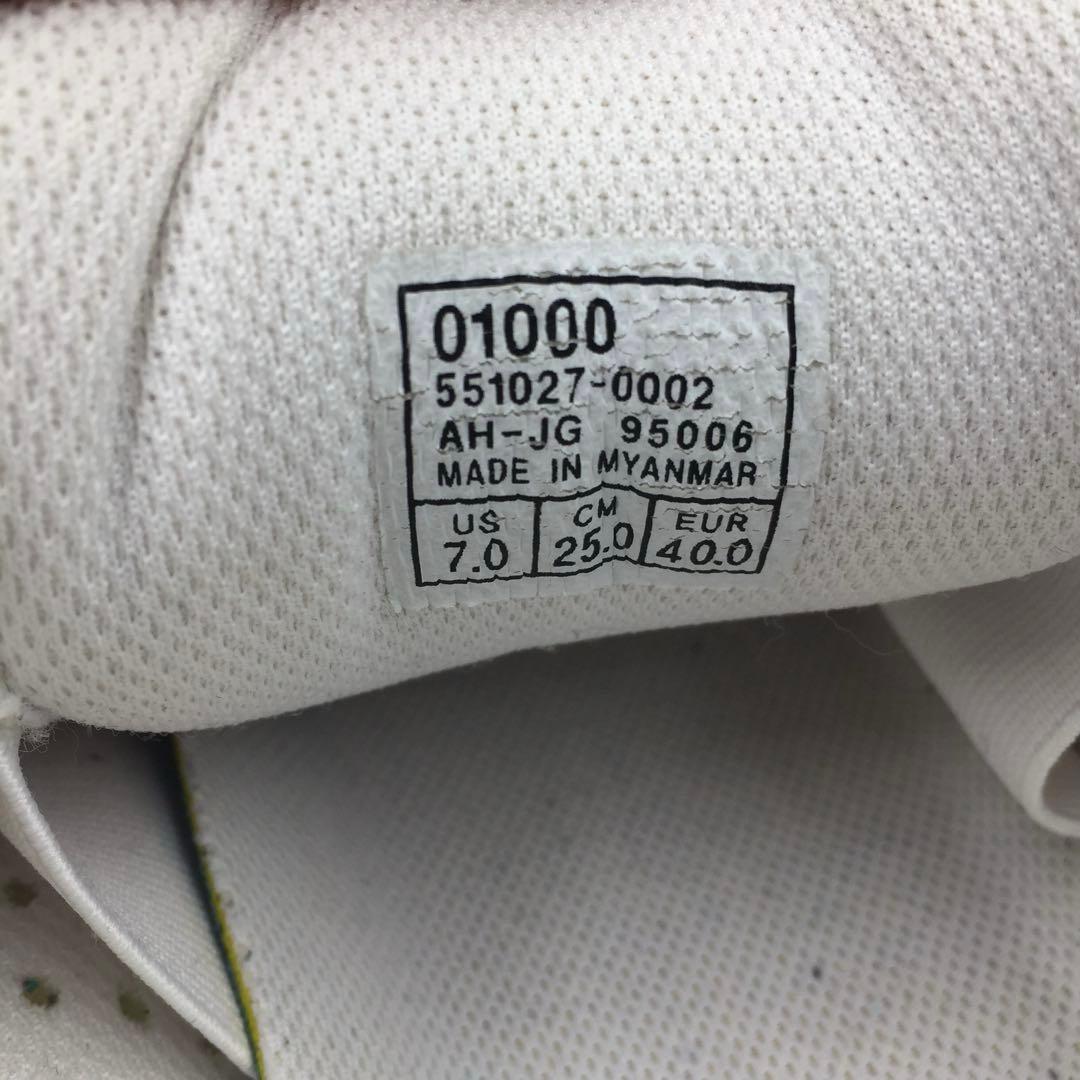 01000
551027-0002
AH-JG 95006
MADE IN MYANMAR
US CM EUR
7.0 25.0 40.0